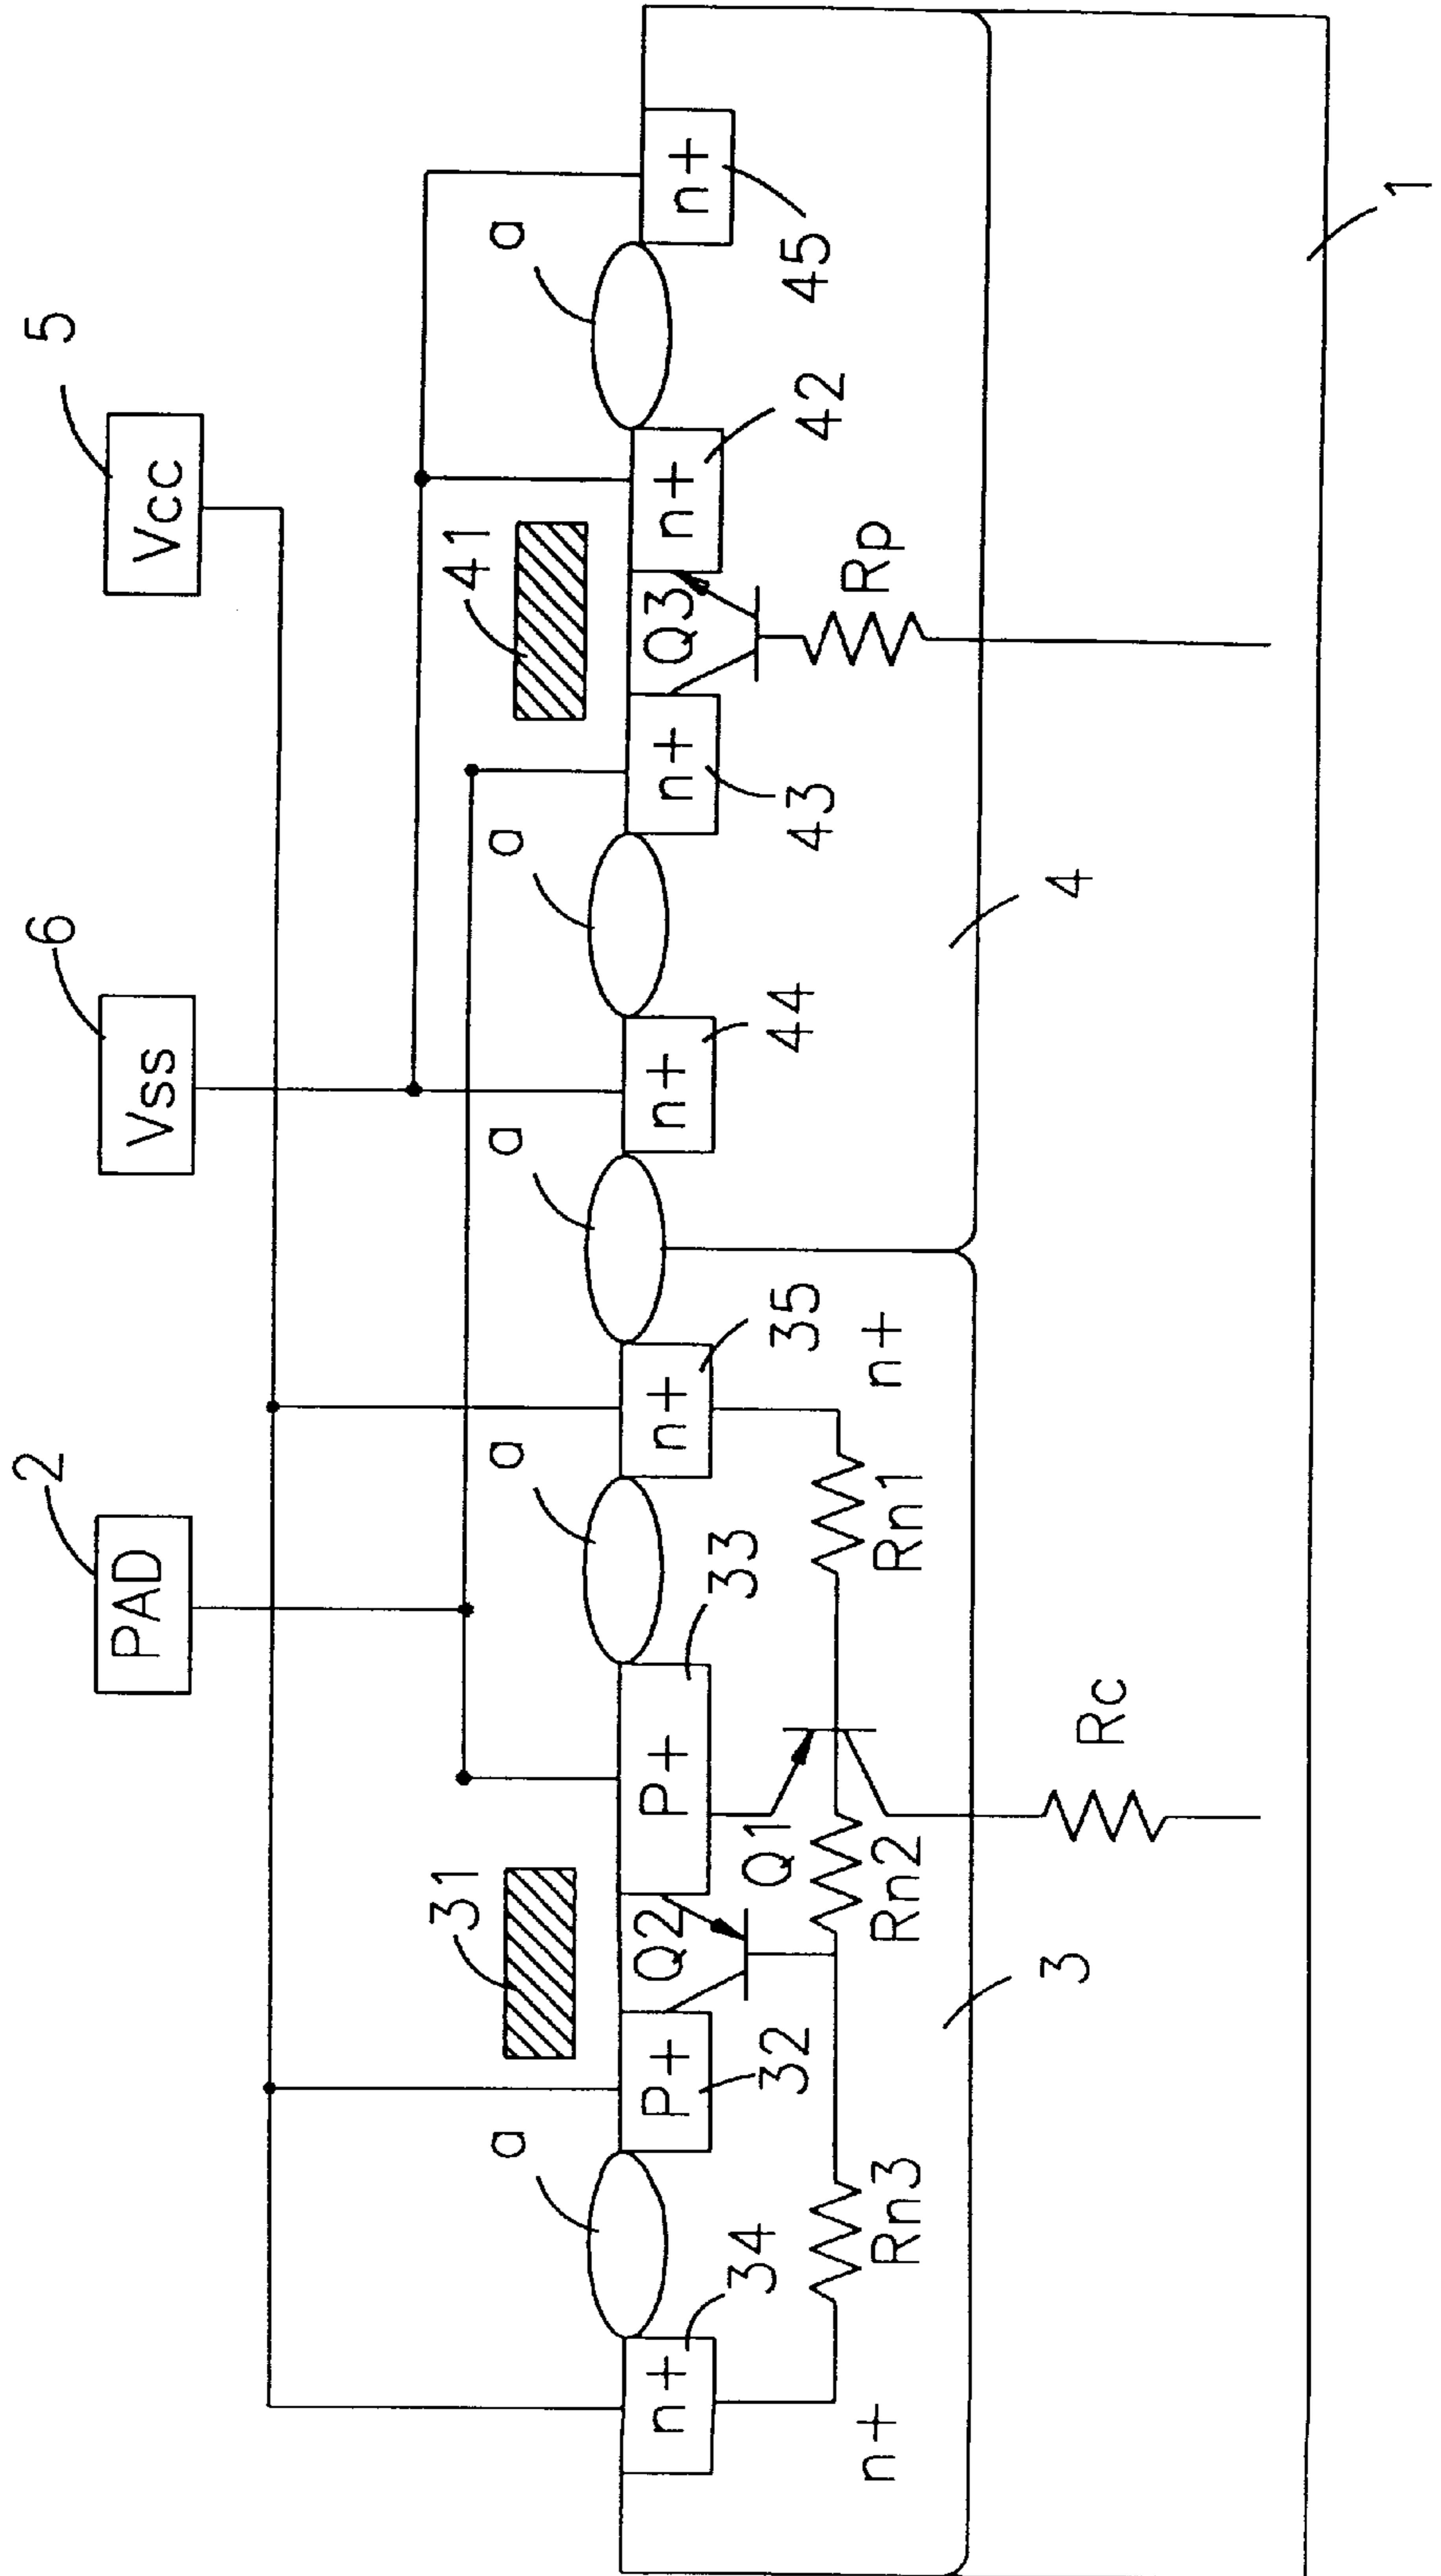 2
6
5
PAD
Vss
Vcc
31
41
a
a
a
a
a
n+
P+
P+
n+
n+
n+
n+
n+
Q2
Q3
34
32
Q1
33
35
44
43
42
45
n+
Rn3
Rn2
Rn1
n+
Rp
3
Rc
4
1